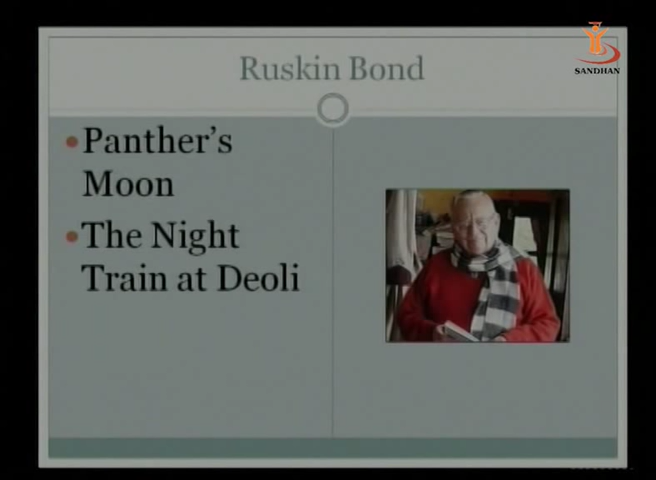 SANDHAN
Ruskin Bond
•Panther's
Moon
•The Night
Train at Deoli